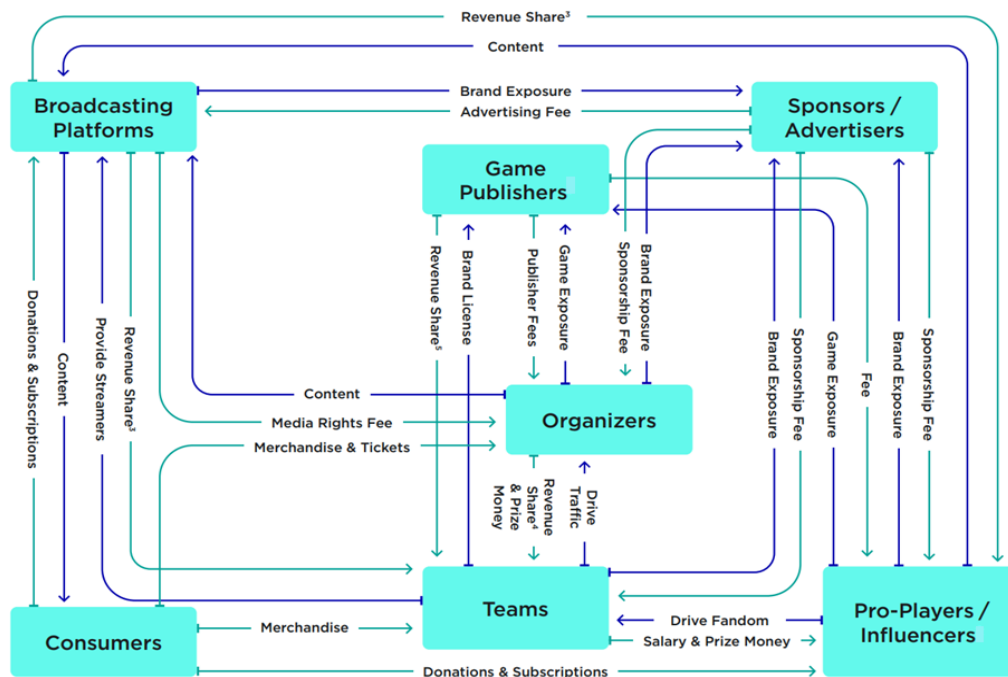 Revenue Share³
Content
Broadcasting
Platforms
Brand Exposure
Advertising Fee
Sponsors /
Advertisers
Game
Publishers
Revenue Share⁵
Brand License
Publisher Fees
Game Exposure
Sponsorship Fee
Brand Exposure
Donations & Subscriptions
Content
Provide Streamers
Revenue Share³
Brand Exposure
Sponsorship Fee
Game Exposure
Fee
Brand Exposure
Sponsorship Fee
Content
Media Rights Fee
Merchandise & Tickets
Organizers
Revenue
Share⁴
& Prize
Money
Drive
Traffic
Consumers
Merchandise
Teams
Drive Fandom
Salary & Prize Money
Pro-Players /
Influencers
Donations & Subscriptions